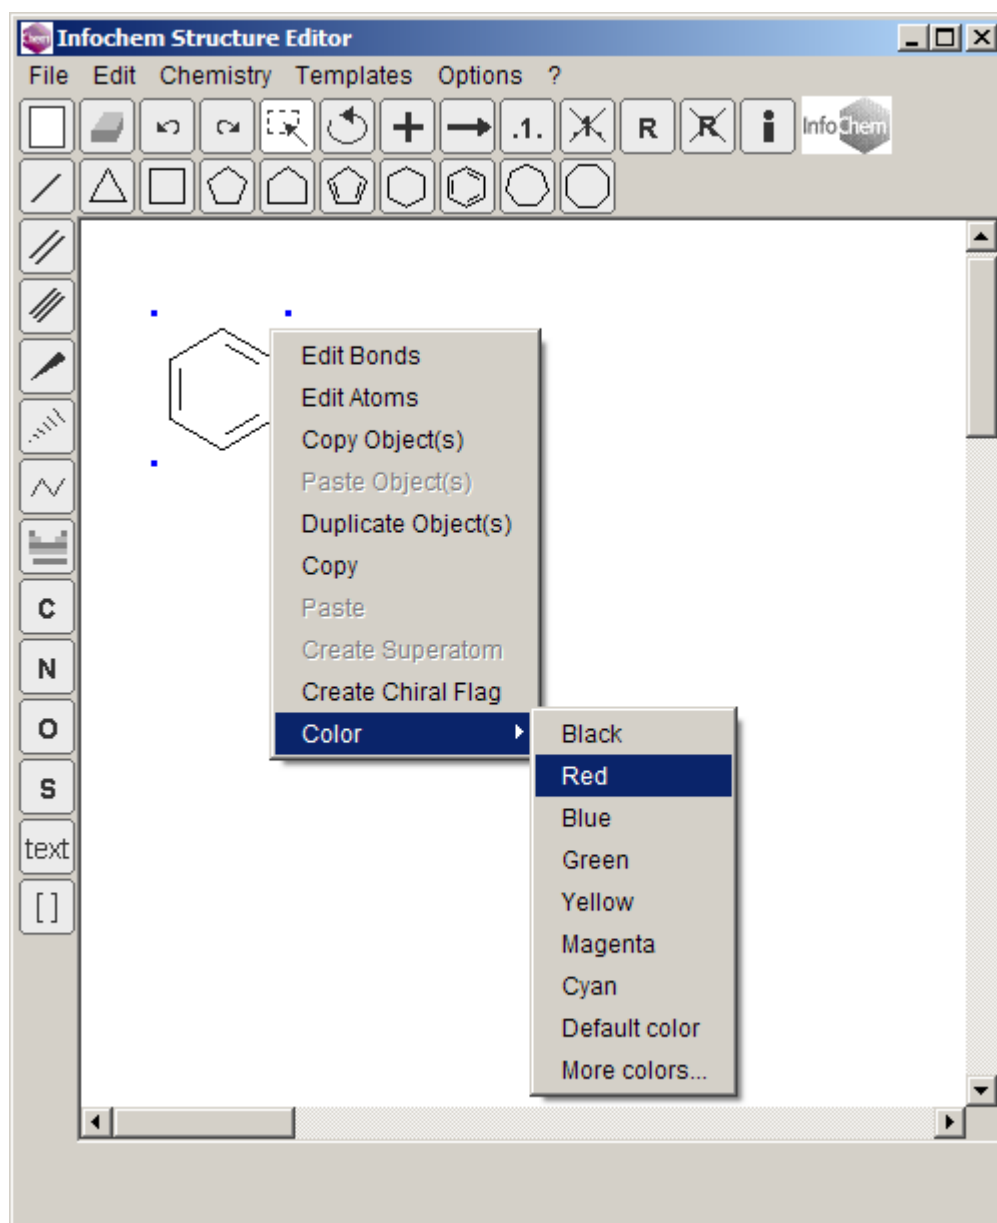 Infochem Structure Editor
File Edit Chemistry Templates Options ?
.1. 1 R R i InfoChem
Edit Bonds
Edit Atoms
Copy Object(s)
Paste Object(s)
Duplicate Object(s)
Copy
Paste
Create Superatom
Create Chiral Flag
Color
Black
Red
Blue
Green
Yellow
Magenta
Cyan
Default color
More colors...
C
N
O
S
text
[ ]